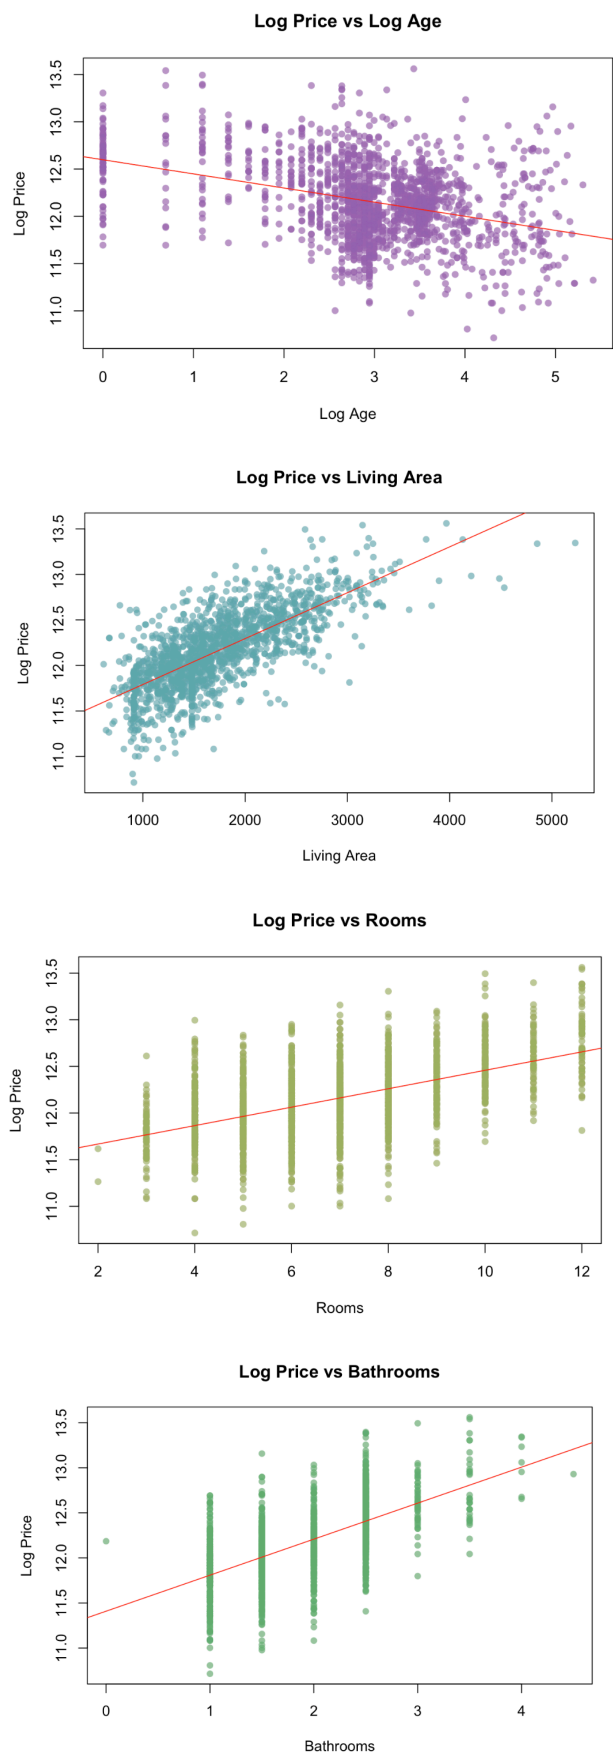 Log Price vs Log Age
Log Price
13.5
13.0
12.5
12.0
11.5
11.0
0 1 2 3 4 5
Log Age
Log Price vs Living Area
Log Price
13.5
13.0
12.5
12.0
11.5
11.0
1000 2000 3000 4000 5000
Living Area
Log Price vs Rooms
Log Price
13.5
13.0
12.5
12.0
11.5
11.0
2 4 6 8 10 12
Rooms
Log Price vs Bathrooms
Log Price
13.5
13.0
12.5
12.0
11.5
11.0
0 1 2 3 4
Bathrooms